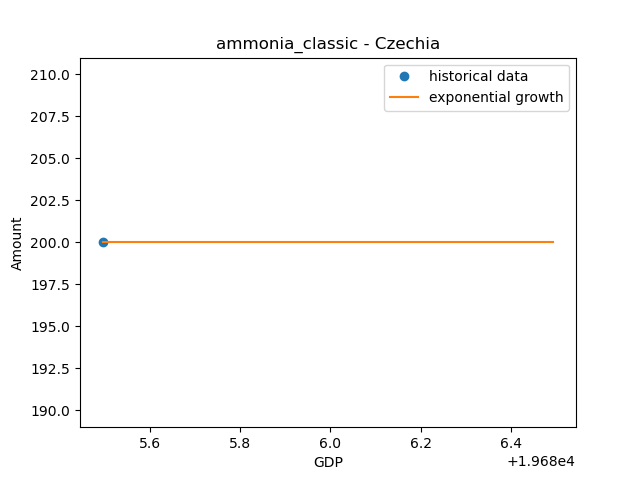 ammonia_classic - Czechia
historical data
exponential growth
210.0
207.5
205.0
202.5
200.0
197.5
195.0
192.5
190.0
Amount
5.6 5.8 6.0 6.2 6.4
+1.968e4
GDP